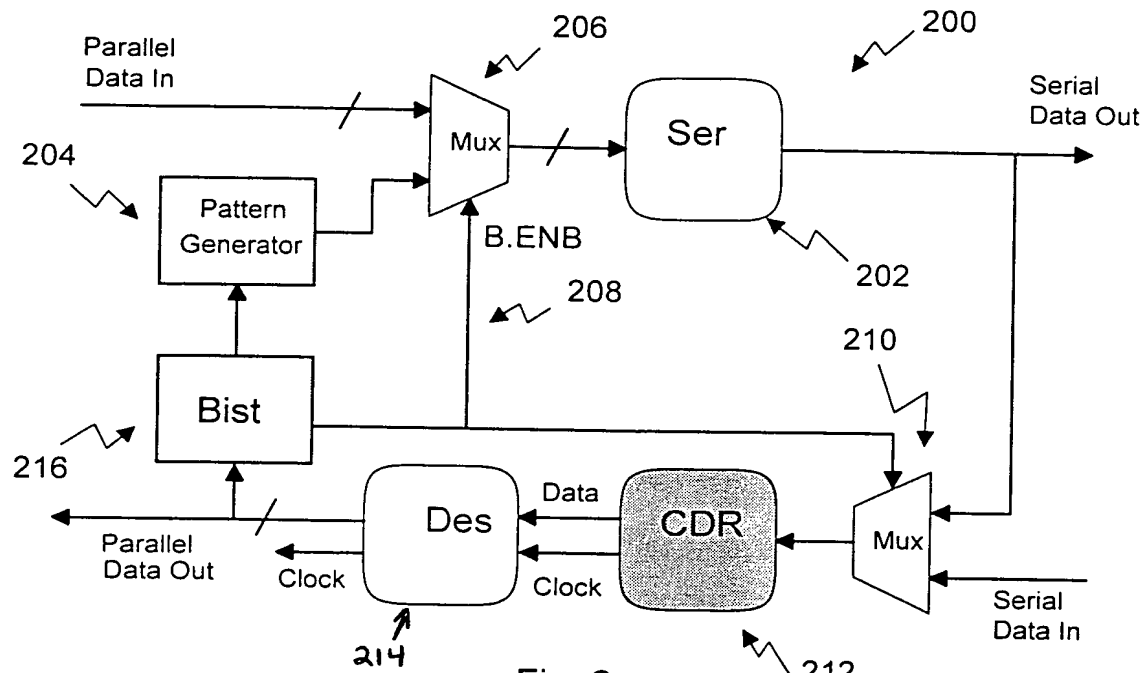 206
200
Parallel
Data In
Serial
Data Out
Mux
Ser
204
Pattern
Generator
B.ENB
202
208
210
Bist
216
Data
Des
CDR
Mux
Parallel
Data Out
Clock
Clock
Serial
Data In
214
212